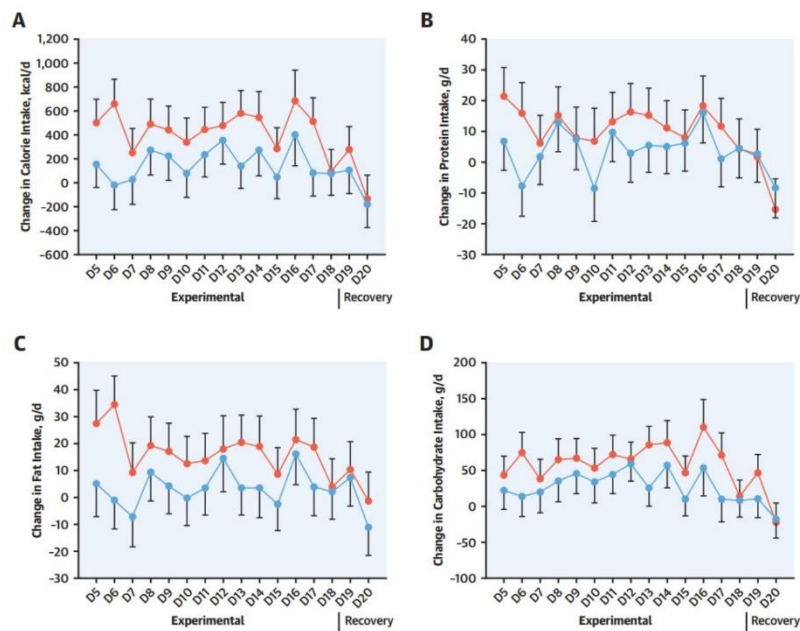 A
Change in Calorie Intake, kcal/d
1,200
1,000
800
600
400
200
0
-200
-400
-600
D5 D6 D7 D8 D9 D10 D11 D12 D13 D14 D15 D16 D17 D18 D19 D20
Experimental | Recovery
B
Change in Protein Intake, g/d
40
30
20
10
0
-10
-20
-30
D5 D6 D7 D8 D9 D10 D11 D12 D13 D14 D15 D16 D17 D18 D19 D20
Experimental | Recovery
C
Change in Fat Intake, g/d
50
40
30
20
10
0
-10
-20
-30
D5 D6 D7 D8 D9 D10 D11 D12 D13 D14 D15 D16 D17 D18 D19 D20
Experimental | Recovery
D
Change in Carbohydrate Intake, g/d
200
150
100
50
0
-50
-100
D5 D6 D7 D8 D9 D10 D11 D12 D13 D14 D15 D16 D17 D18 D19 D20
Experimental | Recovery